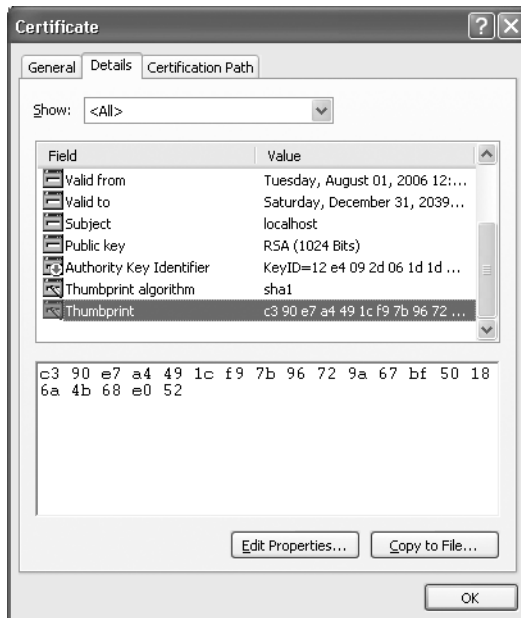 Certificate
General Details Certification Path
Show: <All>
Field Value
Valid from Tuesday, August 01, 2006 12:...
Valid to Saturday, December 31, 2039...
Subject localhost
Public key RSA (1024 Bits)
Authority Key Identifier KeyID=12 e4 09 2d 06 1d 1d ...
Thumbprint algorithm sha1
Thumbprint c3 90 e7 a4 49 1c f9 7b 96 72 ...
c3 90 e7 a4 49 1c f9 7b 96 72 9a 67 bf 50 18
6a 4b 68 e0 52
Edit Properties... Copy to File...
OK